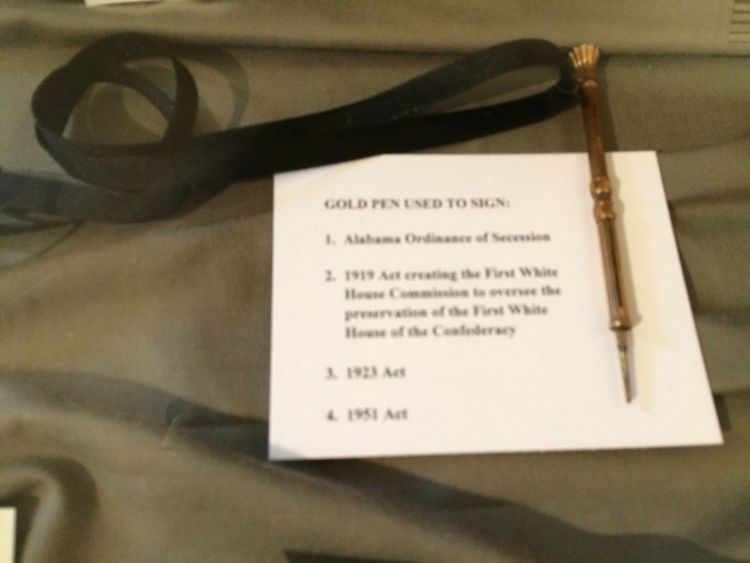 GOLD PEN USED TO SIGN:
1. Alabama Ordinance of Secession
2. 1919 Act creating the First White
House Commission to oversee the
preservation of the First White
House of the Confederacy
3. 1923 Act
4. 1951 Act